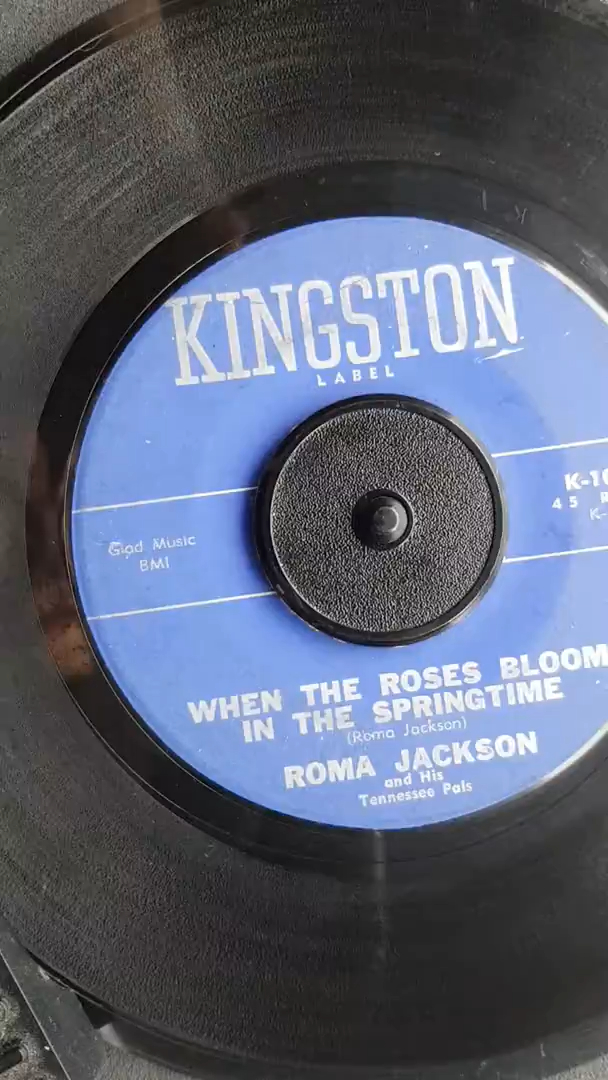 KINGSTON
LABEL
K-10
45 R
K-
Glad Music
BMI
WHEN THE ROSES BLOOM
IN THE SPRINGTIME
(Roma Jackson)
ROMA JACKSON
and His
Tennessee Pals